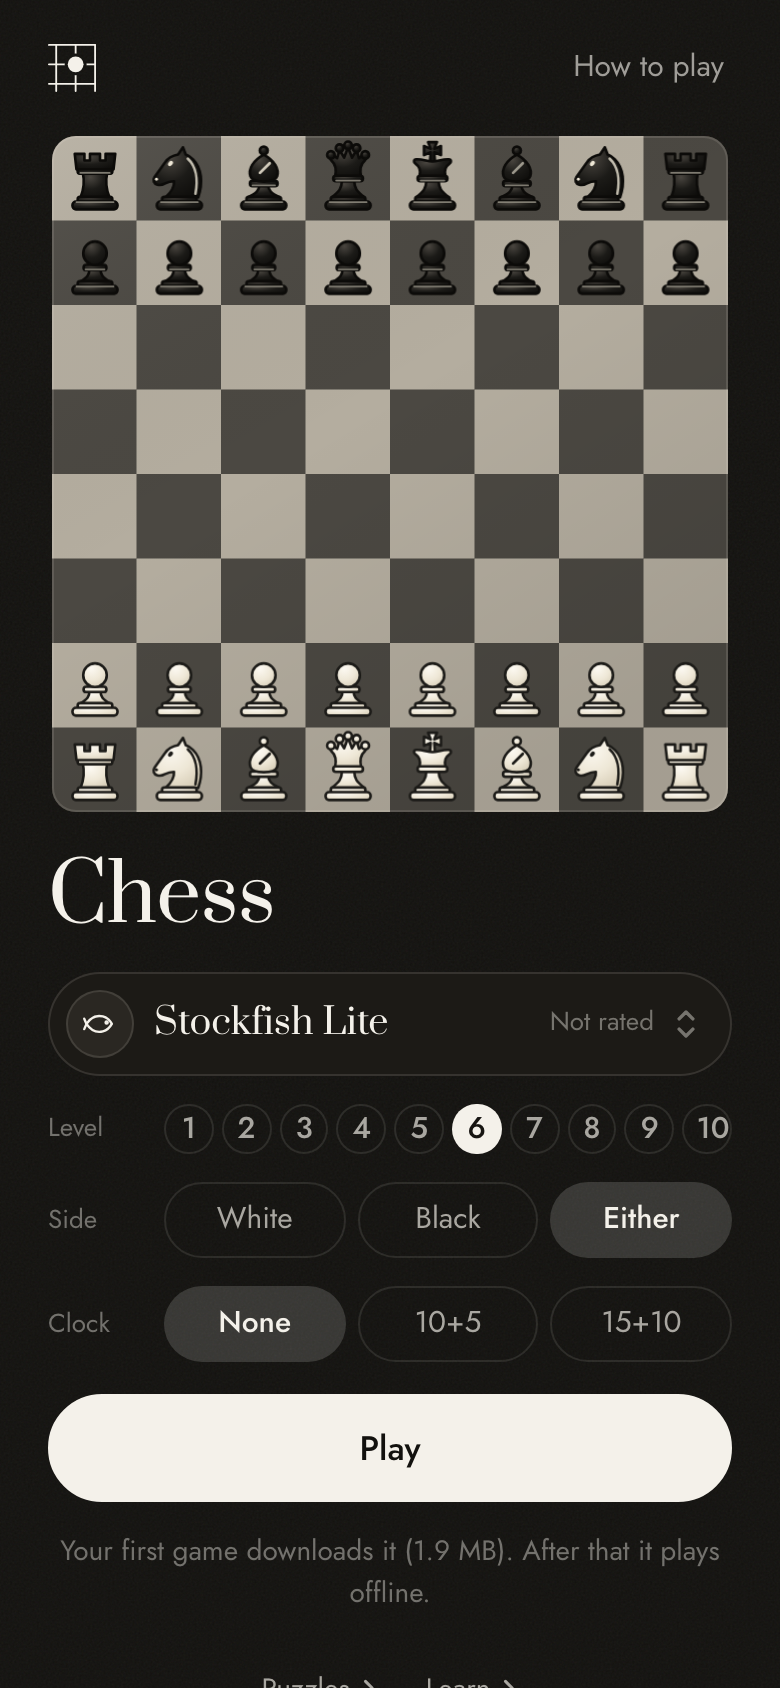 How to play
Chess
Stockfish Lite Not rated
Level 1 2 3 4 5 6 7 8 9 10
Side White Black Either
Clock None 10+5 15+10
Play
Your first game downloads it (1.9 MB). After that it plays
offline.
Puzzles Learn